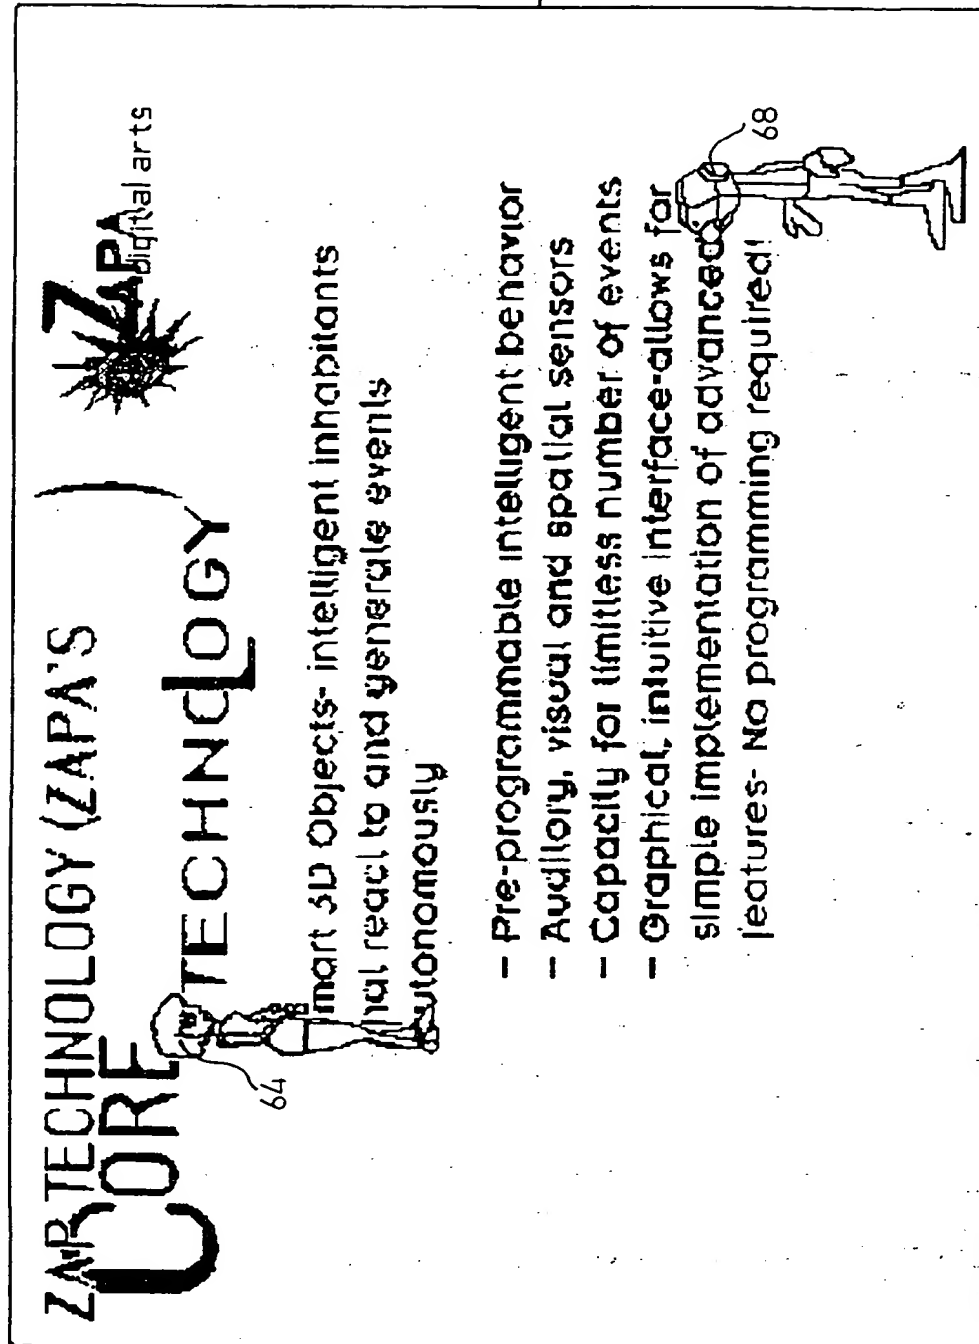 ZAP TECHNOLOGY (ZAPA'S
CORE TECHNOLOGY )
ZAPA
digital arts
64
mart 3D Objects- intelligent inhabitants
hat react to and generate events
utonomously
– Pre-programmable intelligent behavior
– Auditory, visual and spatial sensors
– Capacity for limitless number of events
– Graphical, intuitive interface-allows for
simple implementation of advanced
features- No programming required!
68